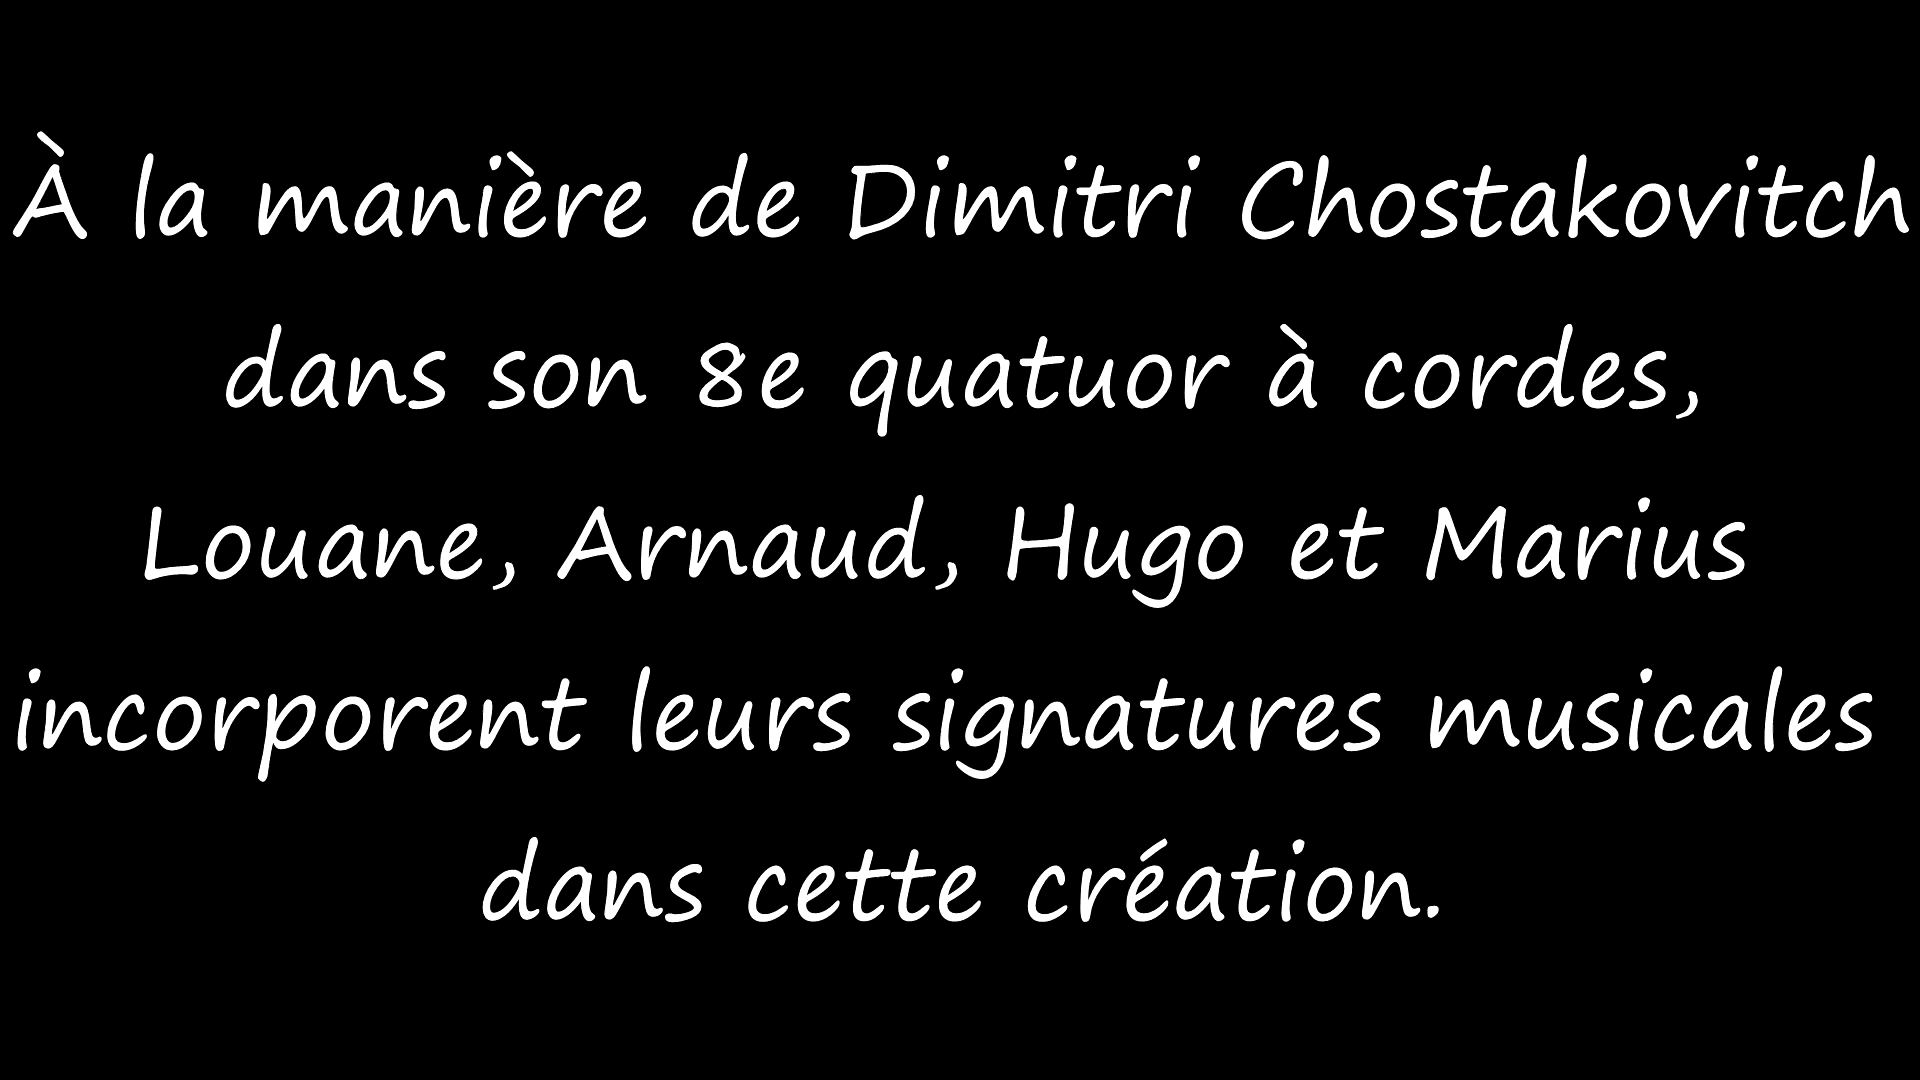 À la manière de Dimitri Chostakovitch
dans son 8e quatuor à cordes,
Louane, Arnaud, Hugo et Marius
incorporent leurs signatures musicales
dans cette création.